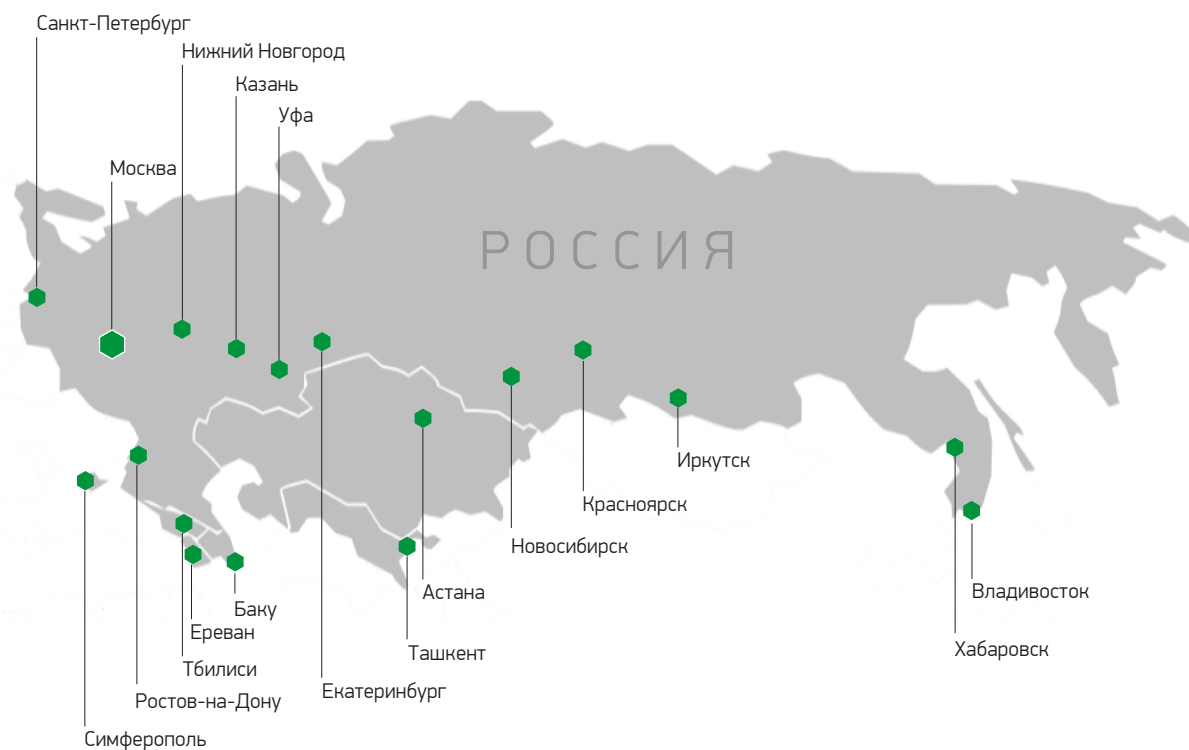 Санкт-Петербург
Нижний Новгород
Казань
Уфа
Москва
РОССИЯ
Иркутск
Красноярск
Новосибирск
Астана
Владивосток
Баку
Ереван
Ташкент
Хабаровск
Тбилиси
Екатеринбург
Ростов-на-Дону
Симферополь